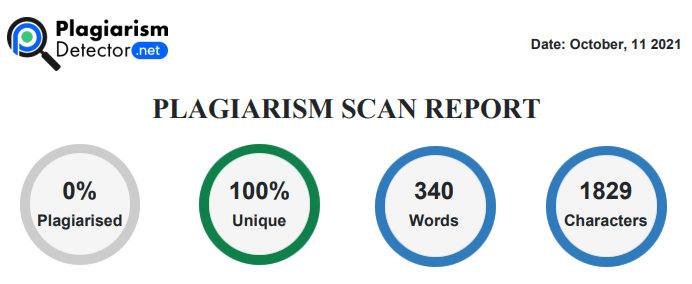 Plagiarism
Detector.net
Date: October, 11 2021
PLAGIARISM SCAN REPORT
0% 100% 340 1829
Plagiarised Unique Words Characters